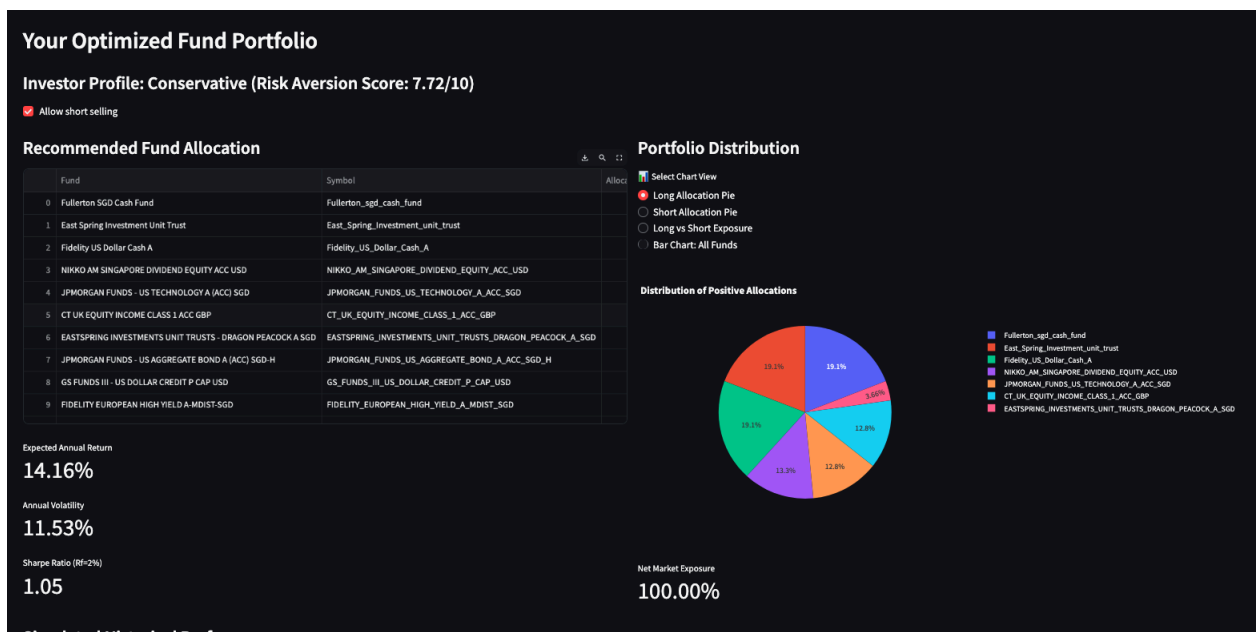 Your Optimized Fund Portfolio
Investor Profile: Conservative (Risk Aversion Score: 7.72/10)
Allow short selling
Recommended Fund Allocation
Fund Symbol
0 Fullerton SGD Cash Fund Fullerton_sgd_cash_fund
1 East Spring Investment Unit Trust East_Spring_Investment_unit_trust
2 Fidelity US Dollar Cash A Fidelity_US_Dollar_Cash_A
3 NIKKO AM SINGAPORE DIVIDEND EQUITY ACC USD NIKKO_AM_SINGAPORE_DIVIDEND_EQUITY_ACC_USD
4 JPMORGAN FUNDS - US TECHNOLOGY A (ACC) SGD JPMORGAN_FUNDS_US_TECHNOLOGY_A_ACC_SGD
5 CT UK EQUITY INCOME CLASS 1 ACC GBP CT_UK_EQUITY_INCOME_CLASS_1_ACC_GBP
6 EASTSPRING INVESTMENTS UNIT TRUSTS - DRAGON PEACOCK A SGD EASTSPRING_INVESTMENTS_UNIT_TRUSTS_DRAGON_PEACOCK_A_SGD
7 JPMORGAN FUNDS - US AGGREGATE BOND A (ACC) SGD-H JPMORGAN_FUNDS_US_AGGREGATE_BOND_A_ACC_SGD_H
8 GS FUNDS III - US DOLLAR CREDIT P CAP USD GS_FUNDS_III_US_DOLLAR_CREDIT_P_CAP_USD
9 FIDELITY EUROPEAN HIGH YIELD A-MDIST-SGD FIDELITY_EUROPEAN_HIGH_YIELD_A_MDIST_SGD
Expected Annual Return
14.16%
Annual Volatility
11.53%
Sharpe Ratio (Rf=2%)
1.05
Portfolio Distribution
Select Chart View
Long Allocation Pie
Short Allocation Pie
Long vs Short Exposure
Bar Chart: All Funds
Distribution of Positive Allocations
19.1% 19.1%
3.66%
19.1% 12.8%
13.3% 12.8%
Fullerton_sgd_cash_fund
East_Spring_Investment_unit_trust
Fidelity_US_Dollar_Cash_A
NIKKO_AM_SINGAPORE_DIVIDEND_EQUITY_ACC_USD
JPMORGAN_FUNDS_US_TECHNOLOGY_A_ACC_SGD
CT_UK_EQUITY_INCOME_CLASS_1_ACC_GBP
EASTSPRING_INVESTMENTS_UNIT_TRUSTS_DRAGON_PEACOCK_A_SGD
Net Market Exposure
100.00%